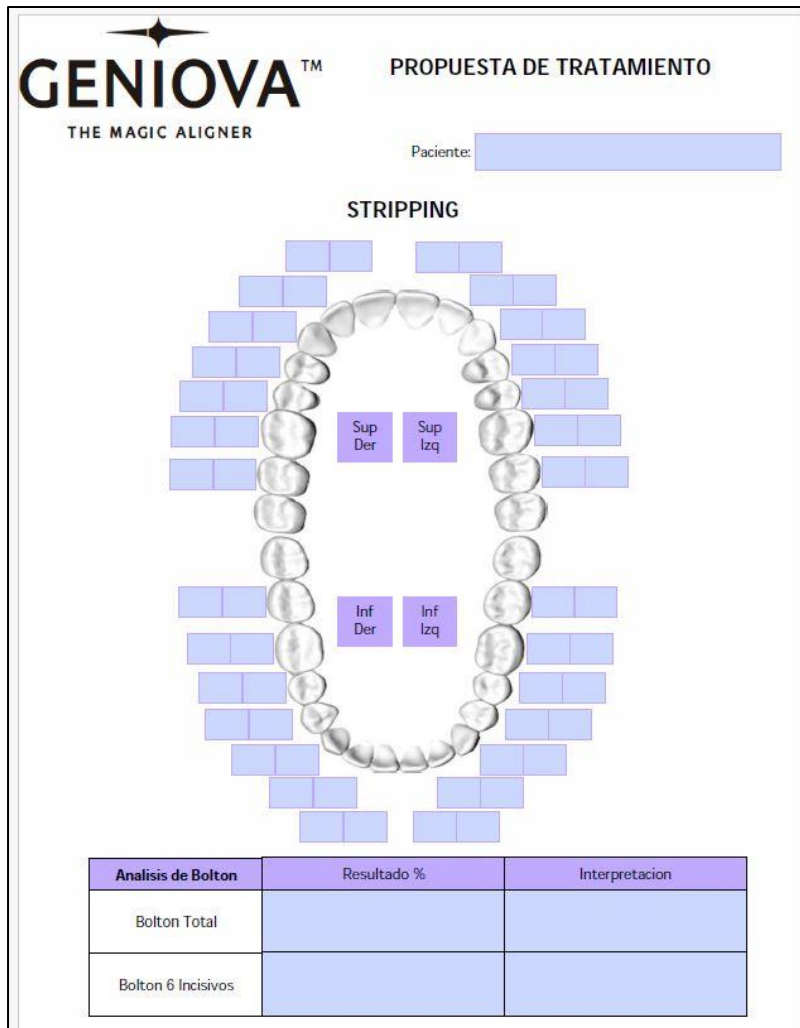 GENIOVA™
THE MAGIC ALIGNER
PROPUESTA DE TRATAMIENTO
Paciente:
STRIPPING
Sup
Der
Sup
Izq
Inf
Der
Inf
Izq
Analisis de Bolton
Resultado %
Interpretacion
Bolton Total
Bolton 6 Incisivos